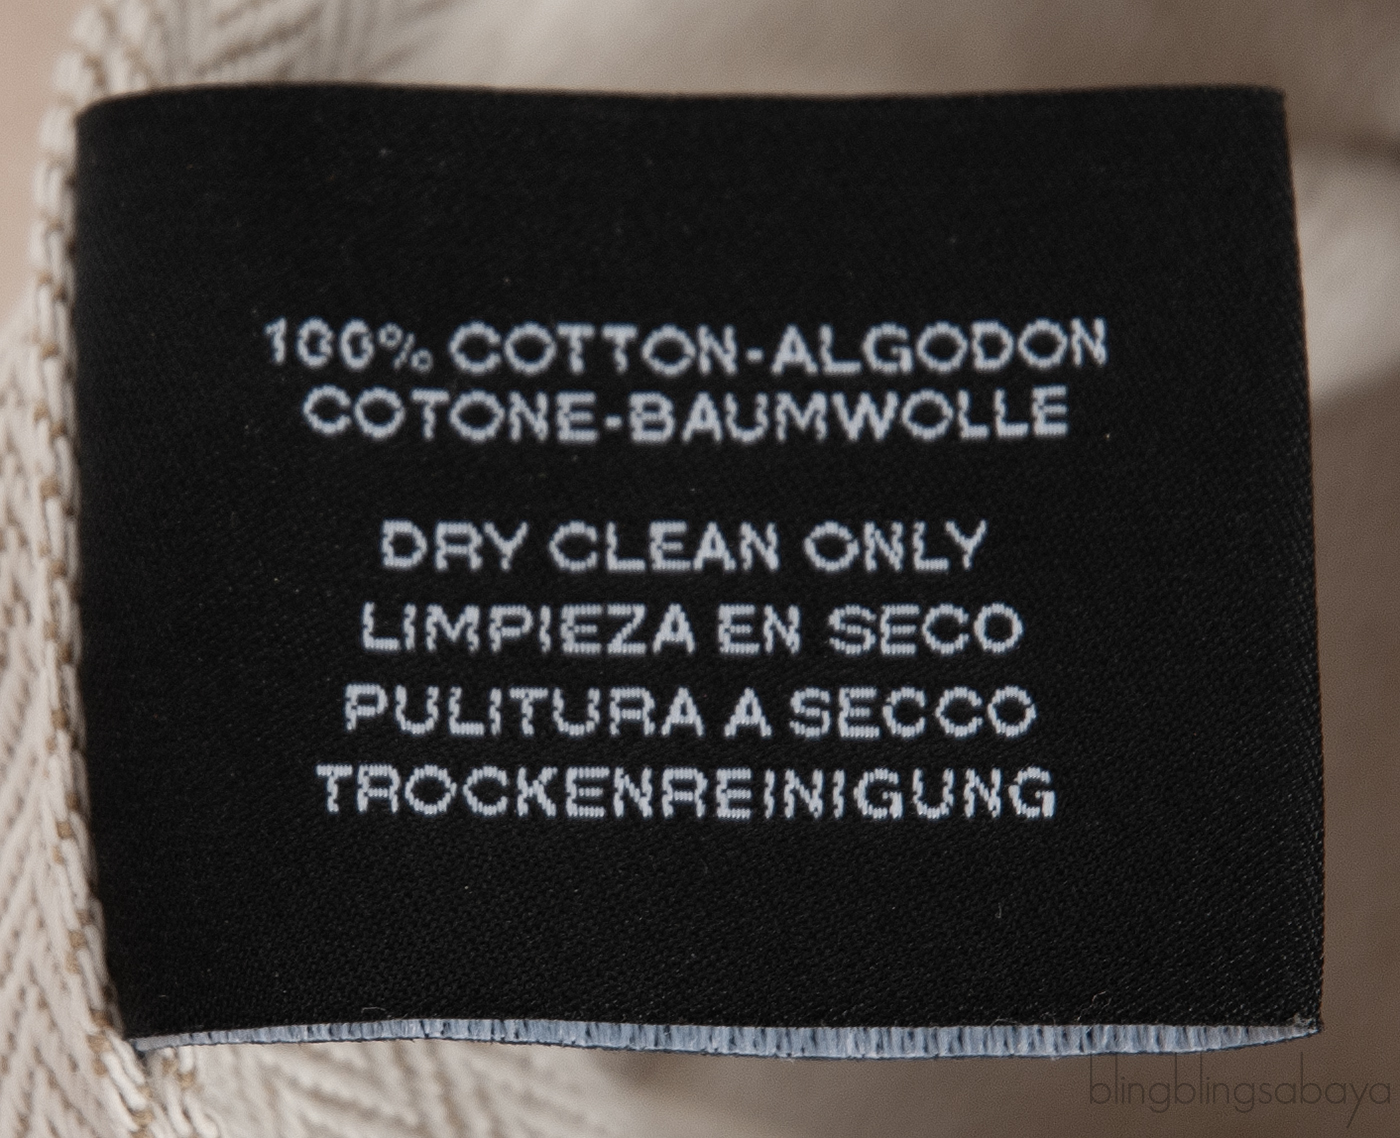 100% COTTON-ALGODON
COTONE-BAUMWOLLE
DRY CLEAN ONLY
LIMPIEZA EN SECO
PULITURA A SECCO
TROCKENREINIGUNG
blingblingsabaya